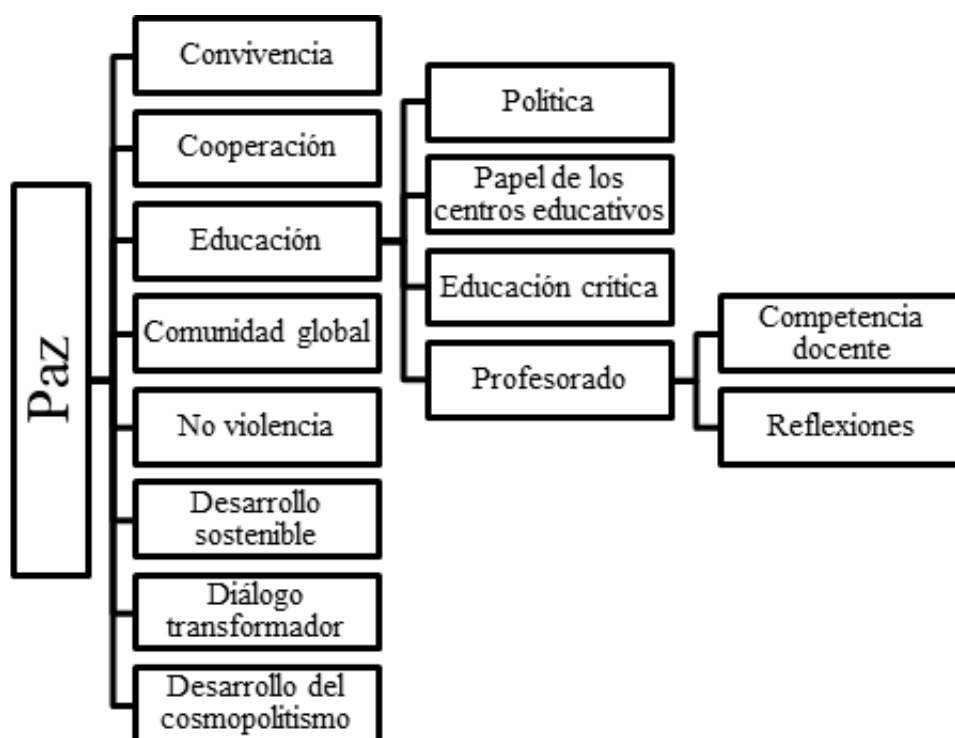 Paz
Convivencia
Cooperación
Educación
Comunidad global
No violencia
Desarrollo
sostenible
Diálogo
transformador
Desarrollo del
cosmopolitismo
Política
Papel de los
centros educativos
Educación crítica
Profesorado
Competencia
docente
Reflexiones